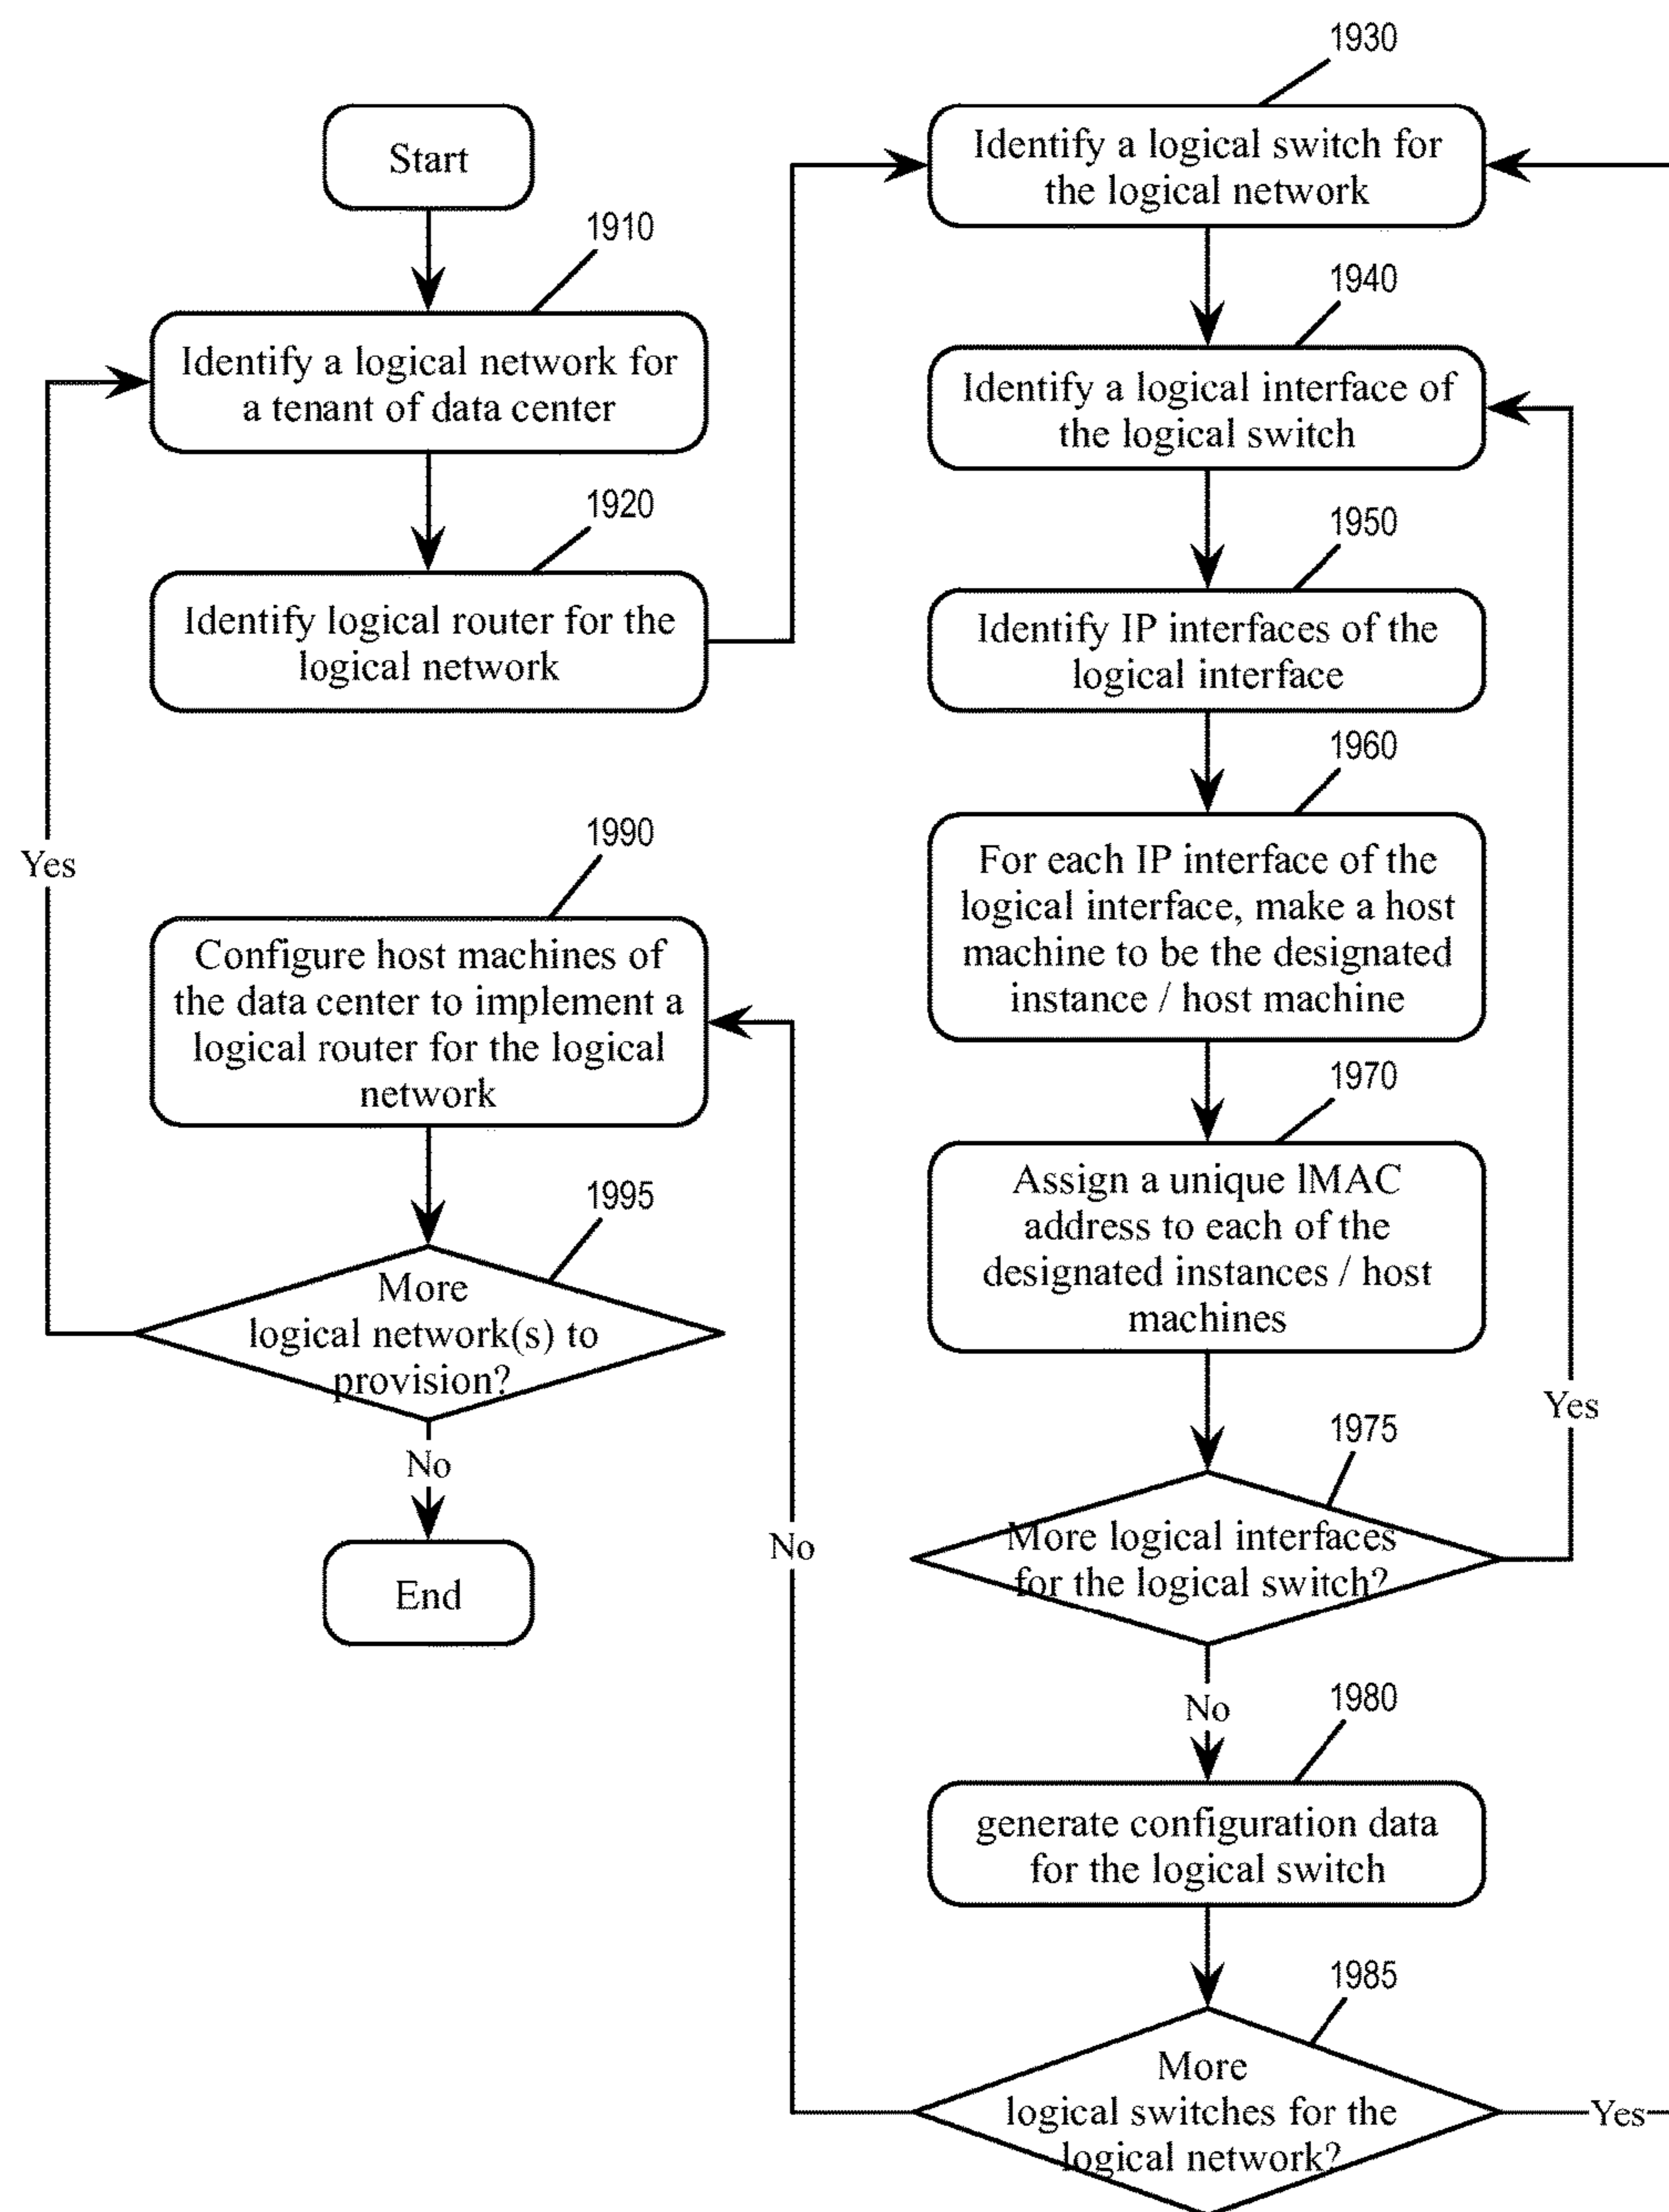 Start
1910
Identify a logical network for
a tenant of data center
1920
Identify logical router for the
logical network
1930
Identify a logical switch for
the logical network
1940
Identify a logical interface of
the logical switch
1950
Identify IP interfaces of the
logical interface
1960
For each IP interface of the
logical interface, make a host
machine to be the designated
instance / host machine
1970
Assign a unique lMAC
address to each of the
designated instances / host
machines
1975
More logical interfaces
for the logical switch?
Yes
No
1980
generate configuration data
for the logical switch
1985
More
logical switches for the
logical network?
Yes
No
1990
Configure host machines of
the data center to implement a
logical router for the logical
network
1995
More
logical network(s) to
provision?
Yes
No
End